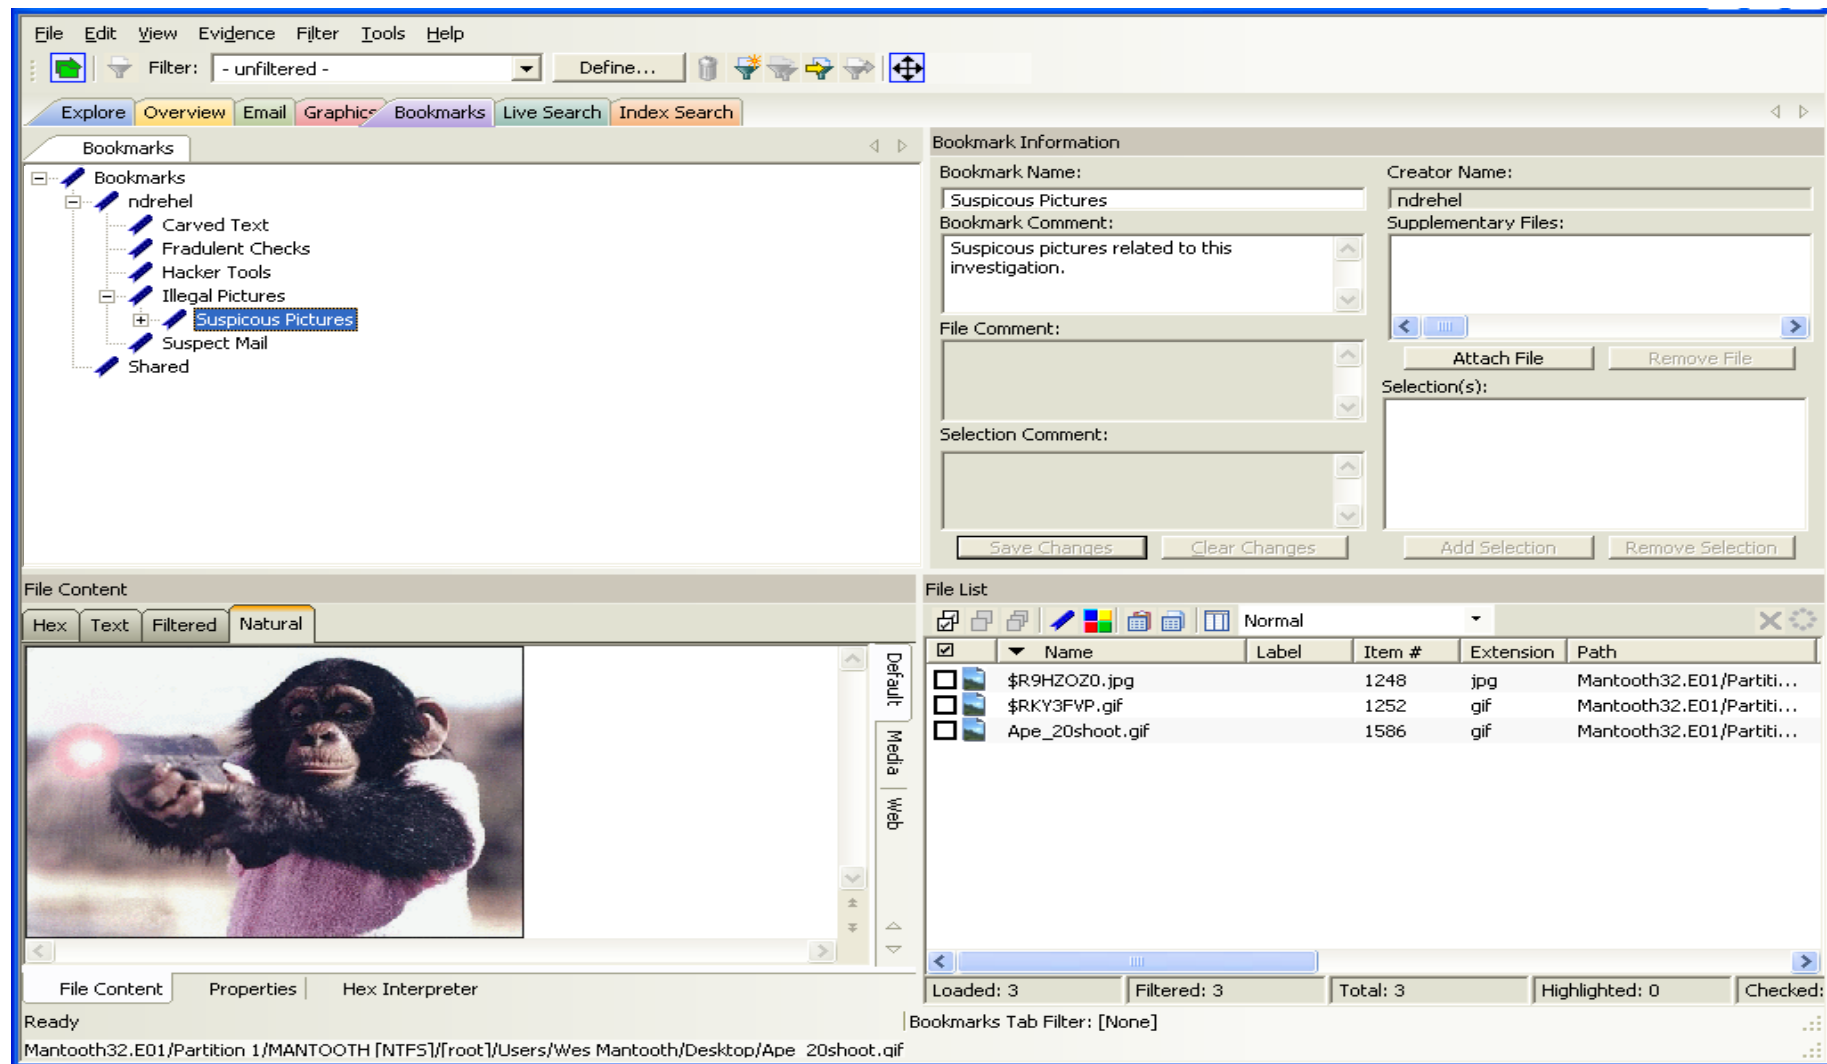 File Edit View Evidence Filter Tools Help
Filter: - unfiltered - Define...
Explore Overview Email Graphics Bookmarks Live Search Index Search
Bookmarks
Bookmarks
ndrehel
Carved Text
Fradulent Checks
Hacker Tools
Illegal Pictures
Suspicous Pictures
Suspect Mail
Shared
Bookmark Information
Bookmark Name:
Suspicous Pictures
Bookmark Comment:
Suspicous pictures related to this
investigation.
File Comment:
Selection Comment:
Save Changes Clear Changes
Creator Name:
ndrehel
Supplementary Files:
Attach File Remove File
Selection(s):
Add Selection Remove Selection
File Content
Hex Text Filtered Natural
Default
Media
Web
File Content Properties Hex Interpreter
File List
Normal
Name Label Item # Extension Path
$R9HZOZ0.jpg 1248 jpg Mantooth32.E01/Partiti...
$RKY3FVP.gif 1252 gif Mantooth32.E01/Partiti...
Ape_20shoot.gif 1586 gif Mantooth32.E01/Partiti...
Loaded: 3 Filtered: 3 Total: 3 Highlighted: 0 Checked:
Ready Bookmarks Tab Filter: [None]
Mantooth32.E01/Partition 1/MANTOOTH [NTFS]/[root]/Users/Wes Mantooth/Desktop/Ape_20shoot.gif